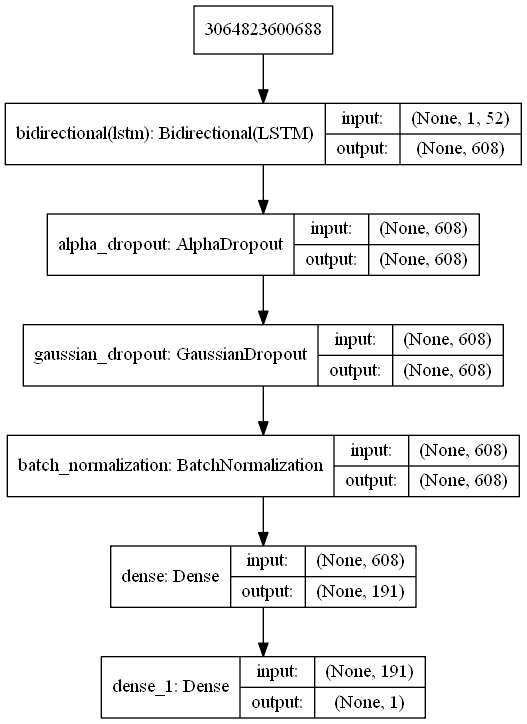 3064823600688
bidirectional(lstm): Bidirectional(LSTM)
input:
(None, 1, 52)
output:
(None, 608)
alpha_dropout: AlphaDropout
input:
(None, 608)
output:
(None, 608)
gaussian_dropout: GaussianDropout
input:
(None, 608)
output:
(None, 608)
batch_normalization: BatchNormalization
input:
(None, 608)
output:
(None, 608)
dense: Dense
input:
(None, 608)
output:
(None, 191)
dense_1: Dense
input:
(None, 191)
output:
(None, 1)